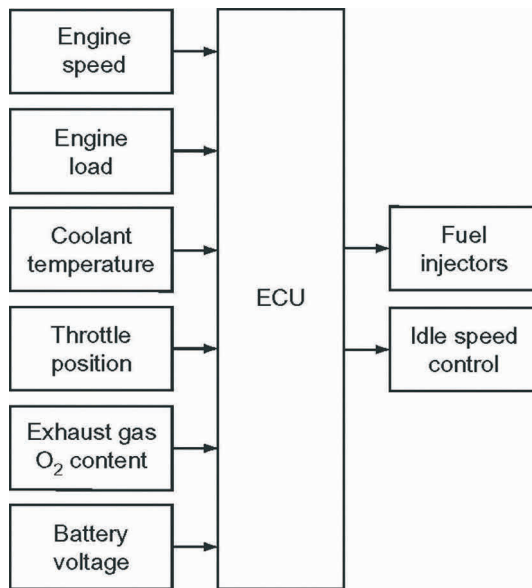 Engine
speed
Engine
load
Coolant
temperature
Throttle
position
Exhaust gas
O₂ content
Battery
voltage
ECU
Fuel
injectors
Idle speed
control